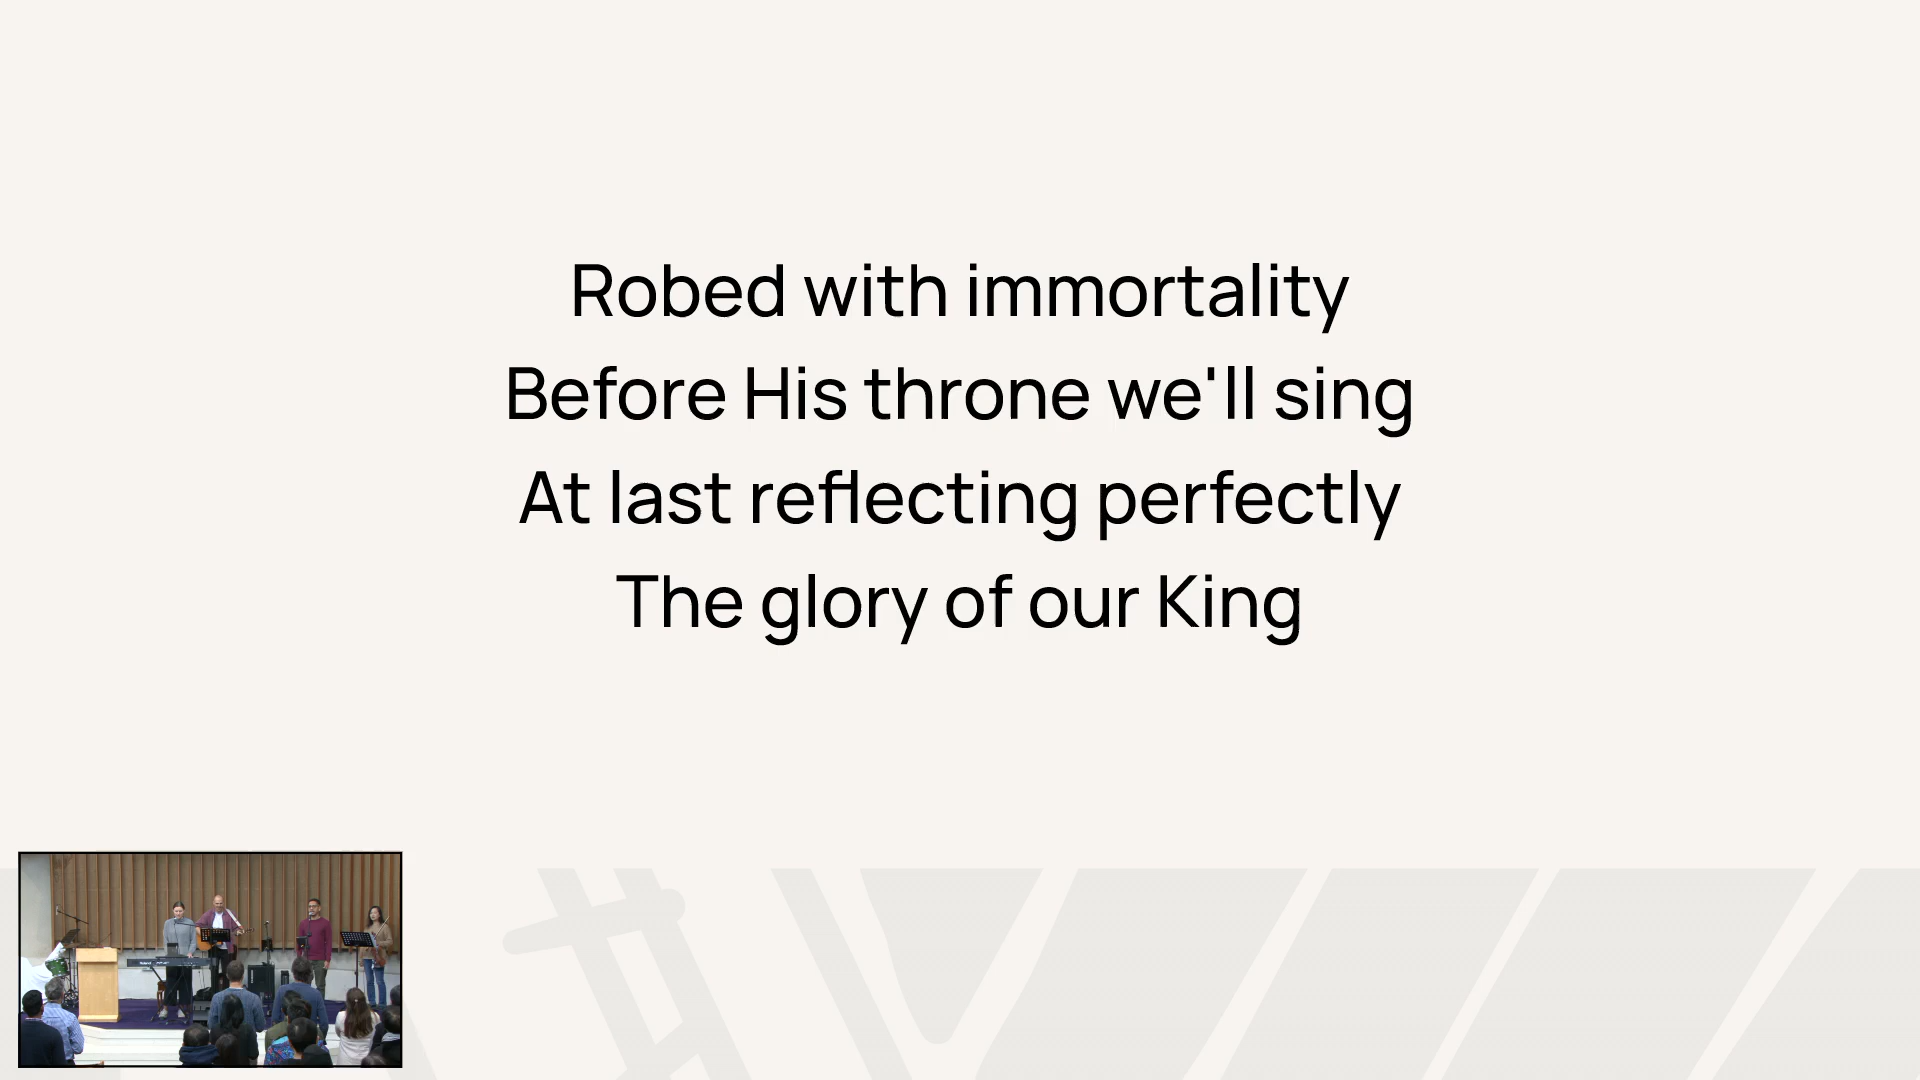 Robed with immortality
Before His throne we'll sing
At last reflecting perfectly
The glory of our King